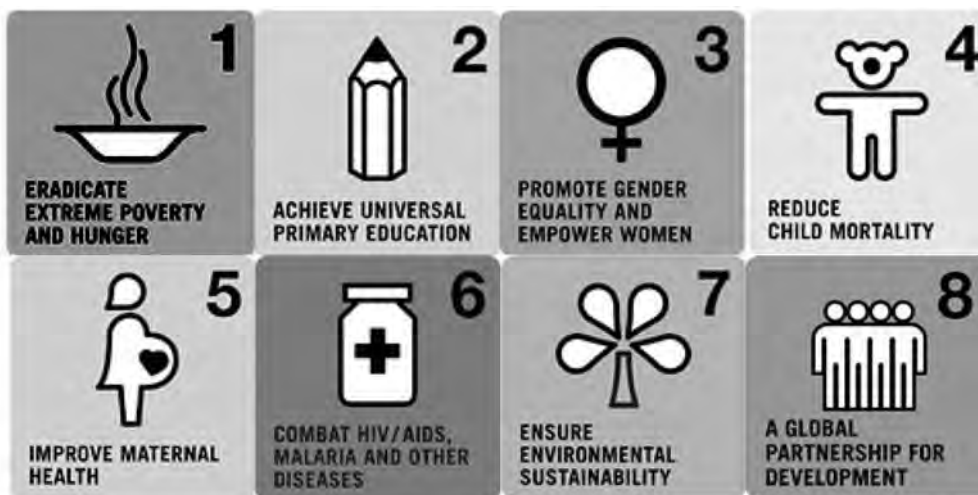 1
ERADICATE
EXTREME POVERTY
AND HUNGER
2
ACHIEVE UNIVERSAL
PRIMARY EDUCATION
3
PROMOTE GENDER
EQUALITY AND
EMPOWER WOMEN
4
REDUCE
CHILD MORTALITY
5
IMPROVE MATERNAL
HEALTH
6
COMBAT HIV/AIDS,
MALARIA AND OTHER
DISEASES
7
ENSURE
ENVIRONMENTAL
SUSTAINABILITY
8
A GLOBAL
PARTNERSHIP FOR
DEVELOPMENT